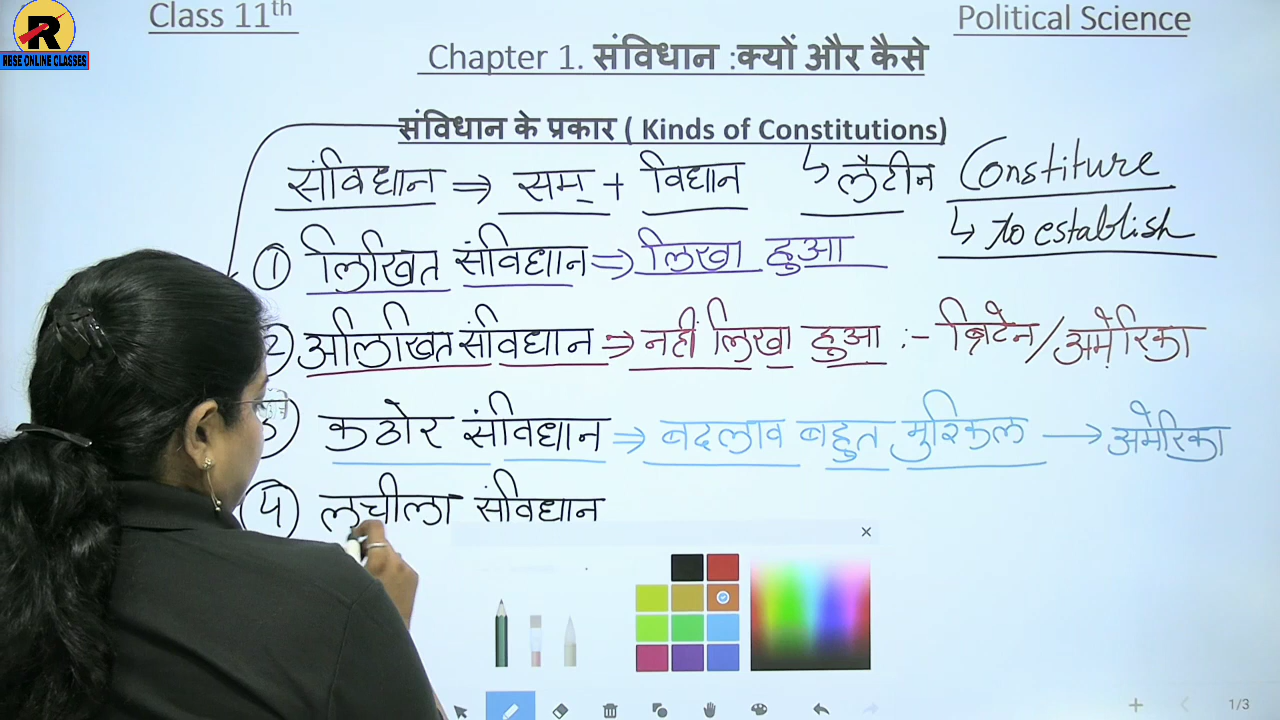 Class 11th
Political Science
R
RBSE ONLINE CLASSES
Chapter 1. संविधान :क्यों और कैसे
संविधान के प्रकार ( Kinds of Constitutions)
संविधान ⇒ सम् + विधान ↳ लैटीन Constiture
↳ to establish
① लिखित संविधान ⇒ लिखा हुआ
2 अलिखित संविधान ⇒ नहीं लिखा हुआ :- ब्रिटेन/अमेरिका
3 कठोर संविधान ⇒ बदलाव बहुत मुश्किल → अमेरिका
④ लचीला संविधान
1/3